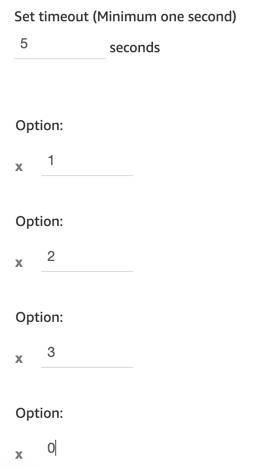 Set timeout (Minimum one second)
5 seconds
Option:
x 1
Option:
x 2
Option:
x 3
Option:
x 0